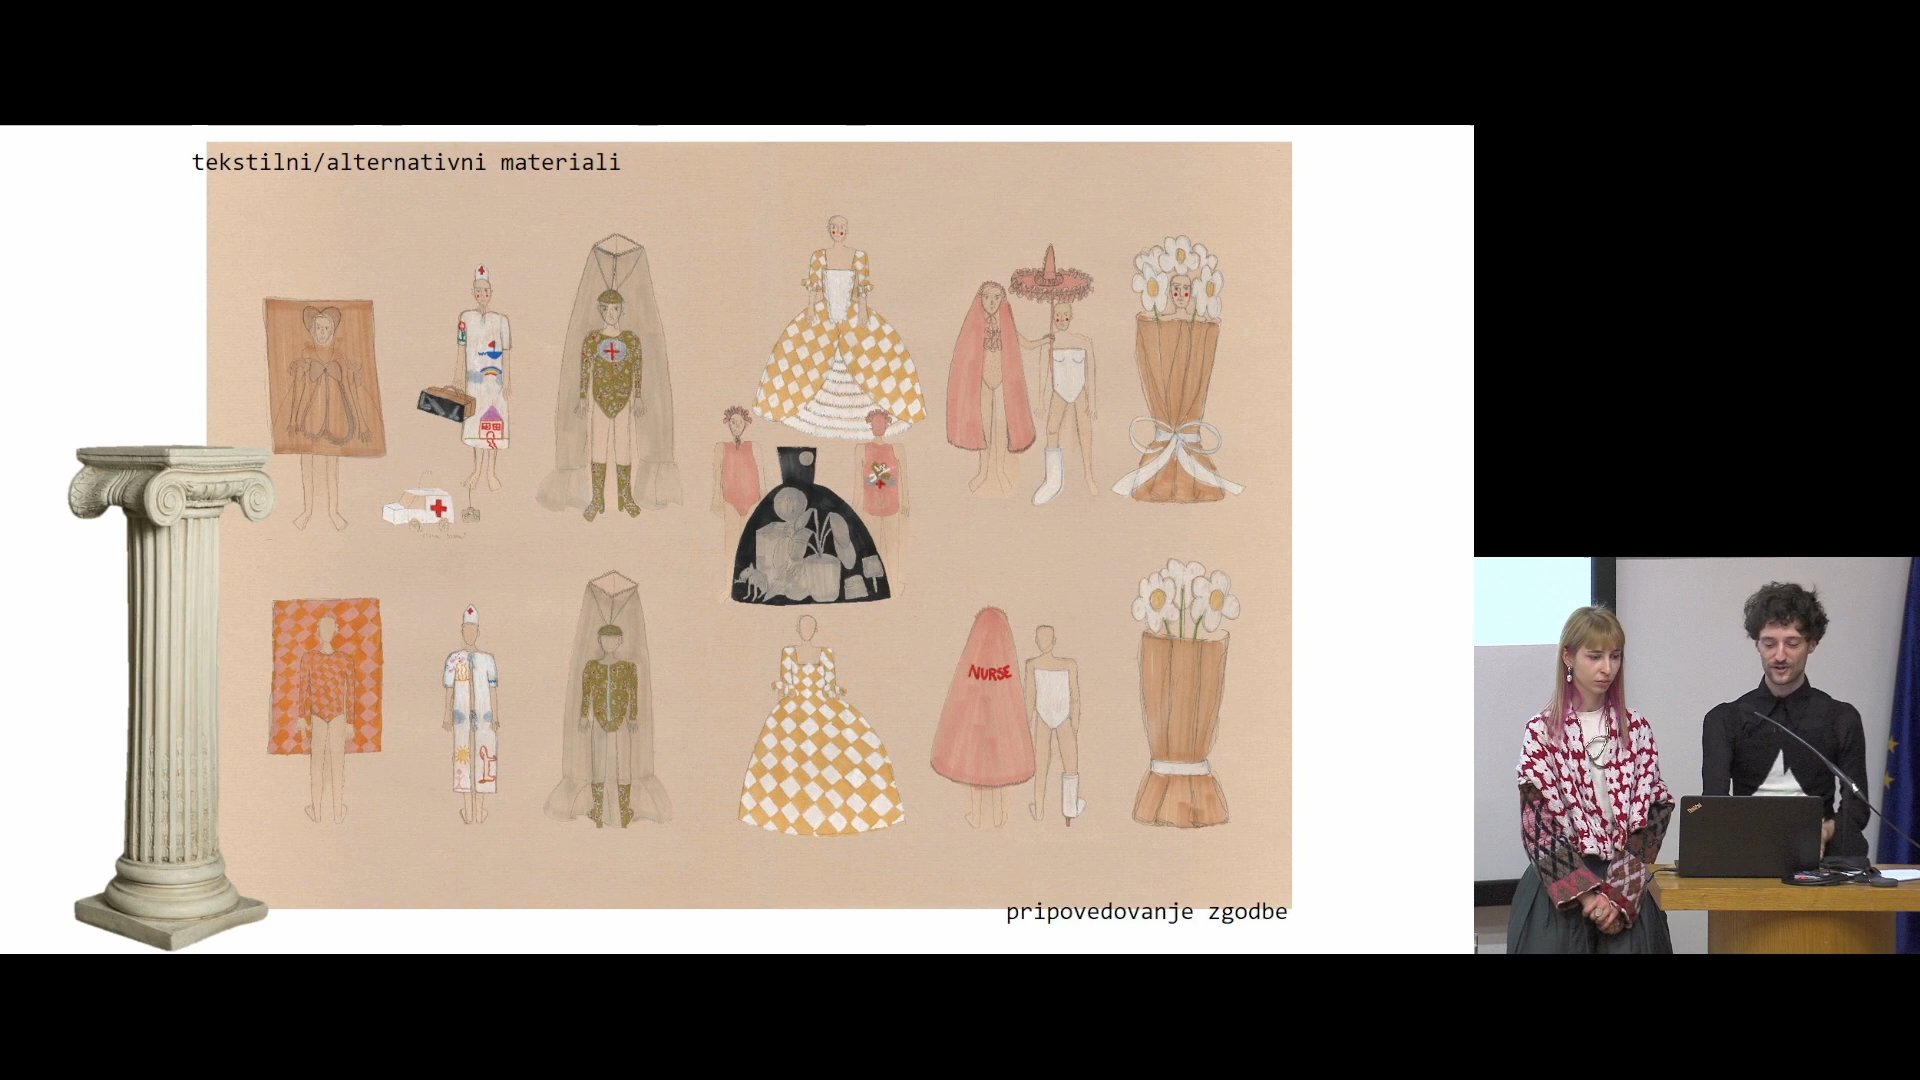 tekstilni/alternativni materiali
NURSE
pripovedovanje zgodbe